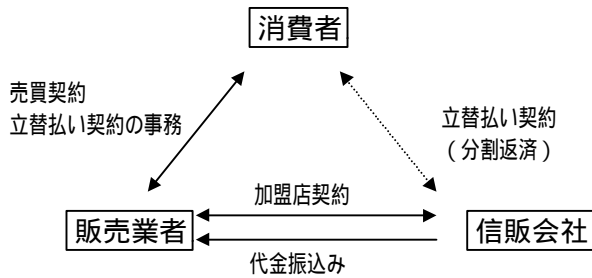 消費者
売買契約
立替払い契約の事務
立替払い契約
（分割返済）
加盟店契約
販売業者
信販会社
代金振込み